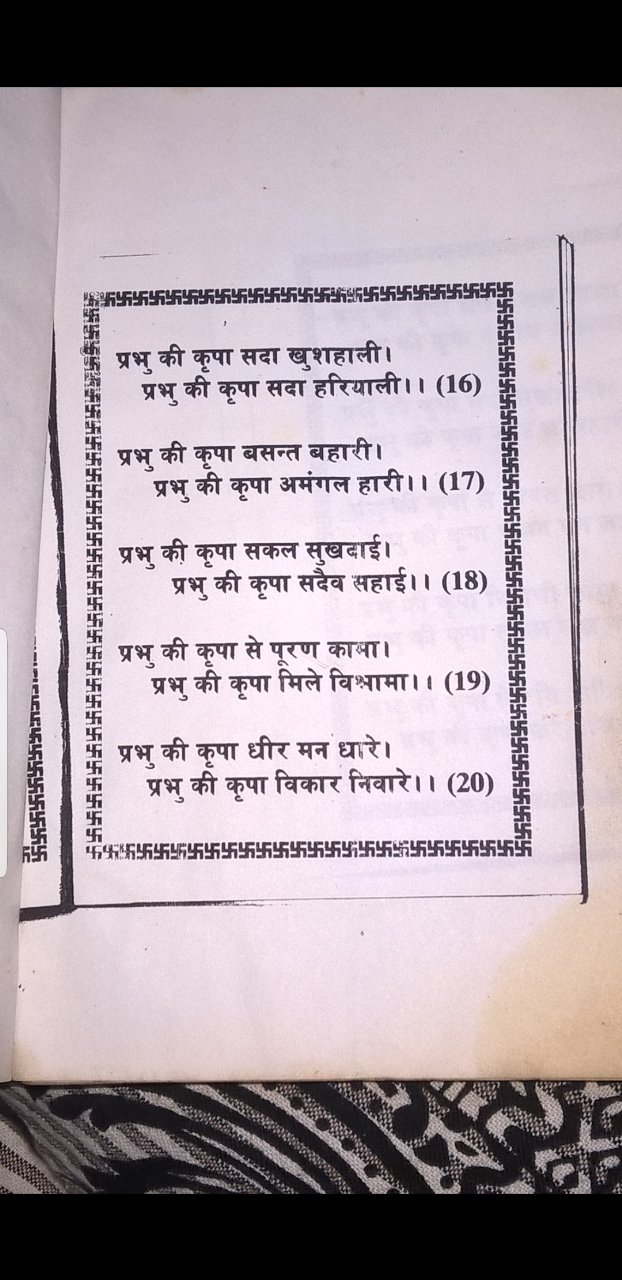 प्रभु की कृपा सदा खुशहाली।
प्रभु की कृपा सदा हरियाली।। (16)
प्रभु की कृपा बसन्त बहारी।
प्रभु की कृपा अमंगल हारी।। (17)
प्रभु की कृपा सकल सुखदाई।
प्रभु की कृपा सदैव सहाई।। (18)
प्रभु की कृपा से पूरण कामा।
प्रभु की कृपा मिले विश्रामा।। (19)
प्रभु की कृपा धीर मन धारे।
प्रभु की कृपा विकार निवारे।। (20)